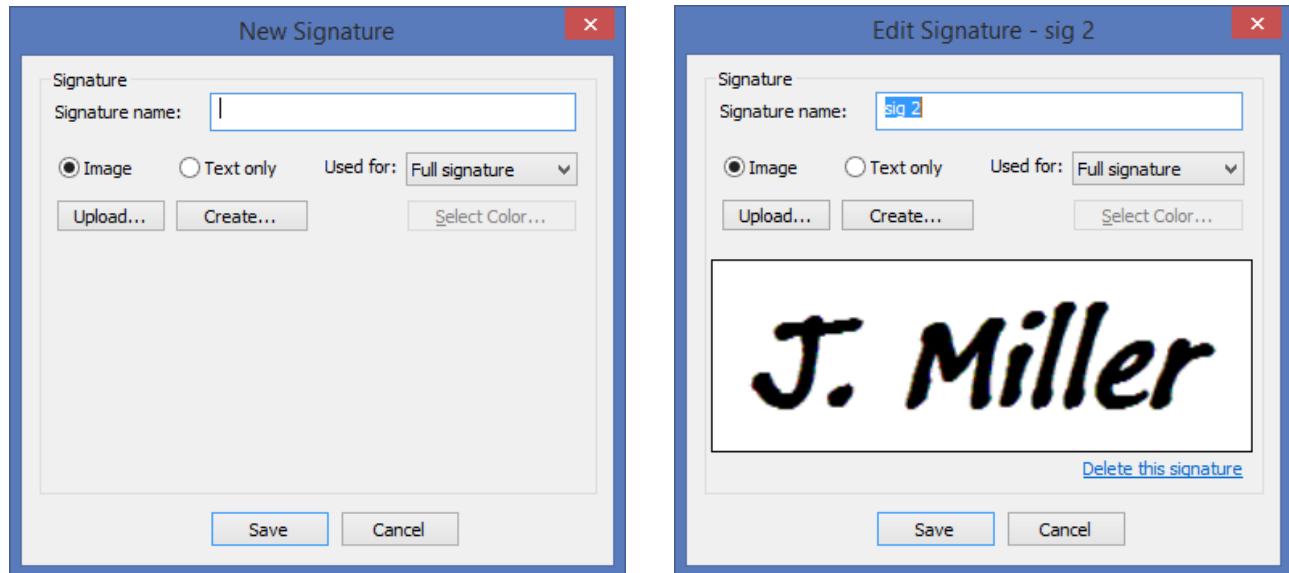 New Signature
Signature
Signature name:
Image Text only Used for: Full signature
Upload... Create... Select Color...
Save Cancel
Edit Signature - sig 2
Signature
Signature name: sig 2
Image Text only Used for: Full signature
Upload... Create... Select Color...
J. Miller
Delete this signature
Save Cancel